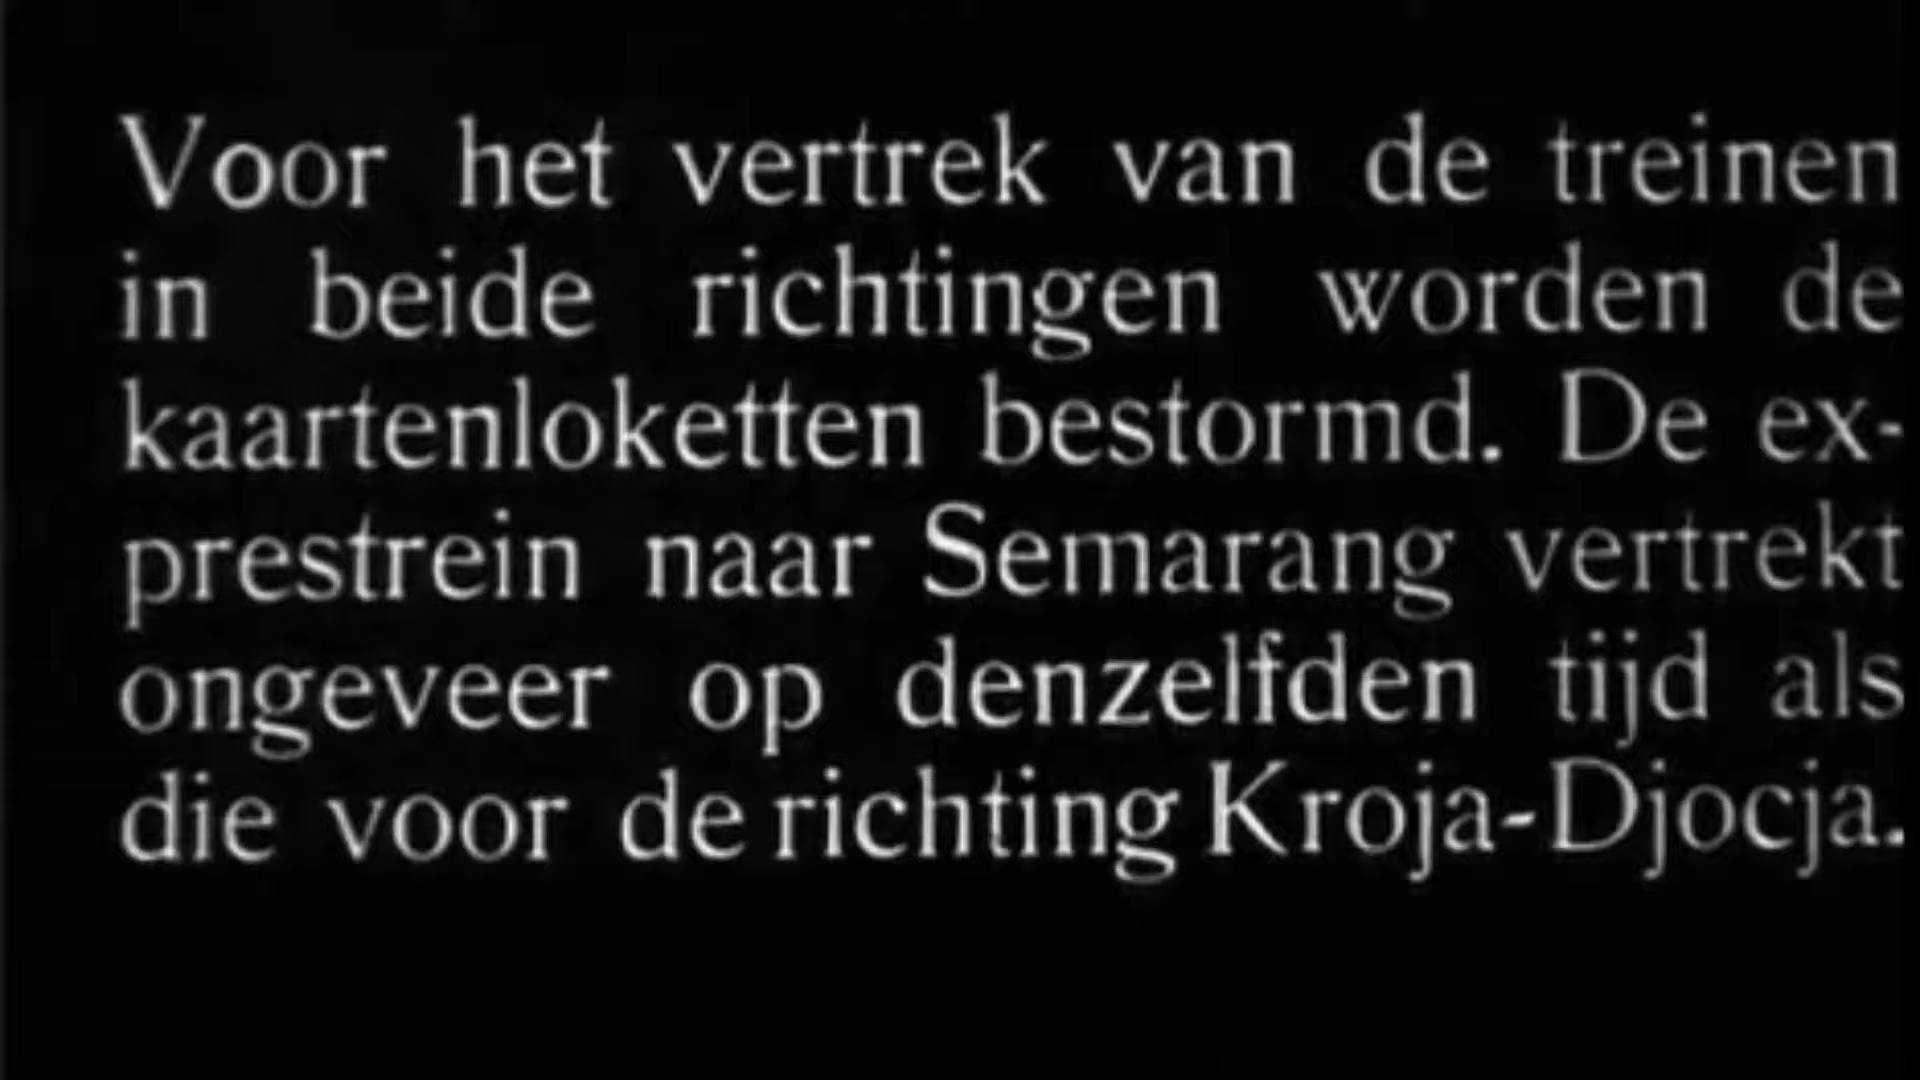 Voor het vertrek van de treinen
in beide richtingen worden de
kaartenloketten bestormd. De ex-
prestrein naar Semarang vertrekt
ongeveer op denzelfden tijd als
die voor de richting Kroja-Djocja.